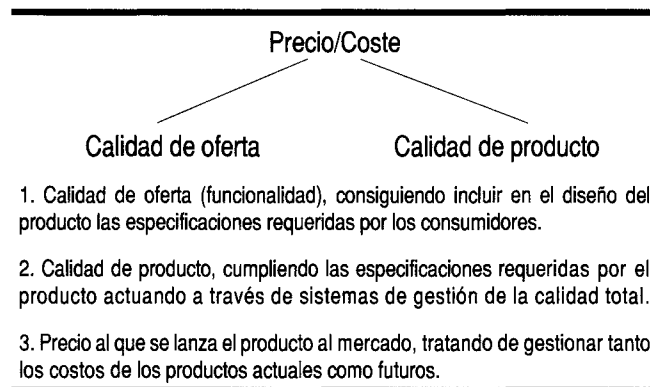 Precio/Coste
Calidad de oferta Calidad de producto
1. Calidad de oferta (funcionalidad), consiguiendo incluir en el diseño del
producto las especificaciones requeridas por los consumidores.
2. Calidad de producto, cumpliendo las especificaciones requeridas por el
producto actuando a través de sistemas de gestión de la calidad total.
3. Precio al que se lanza el producto al mercado, tratando de gestionar tanto
los costos de los productos actuales como futuros.